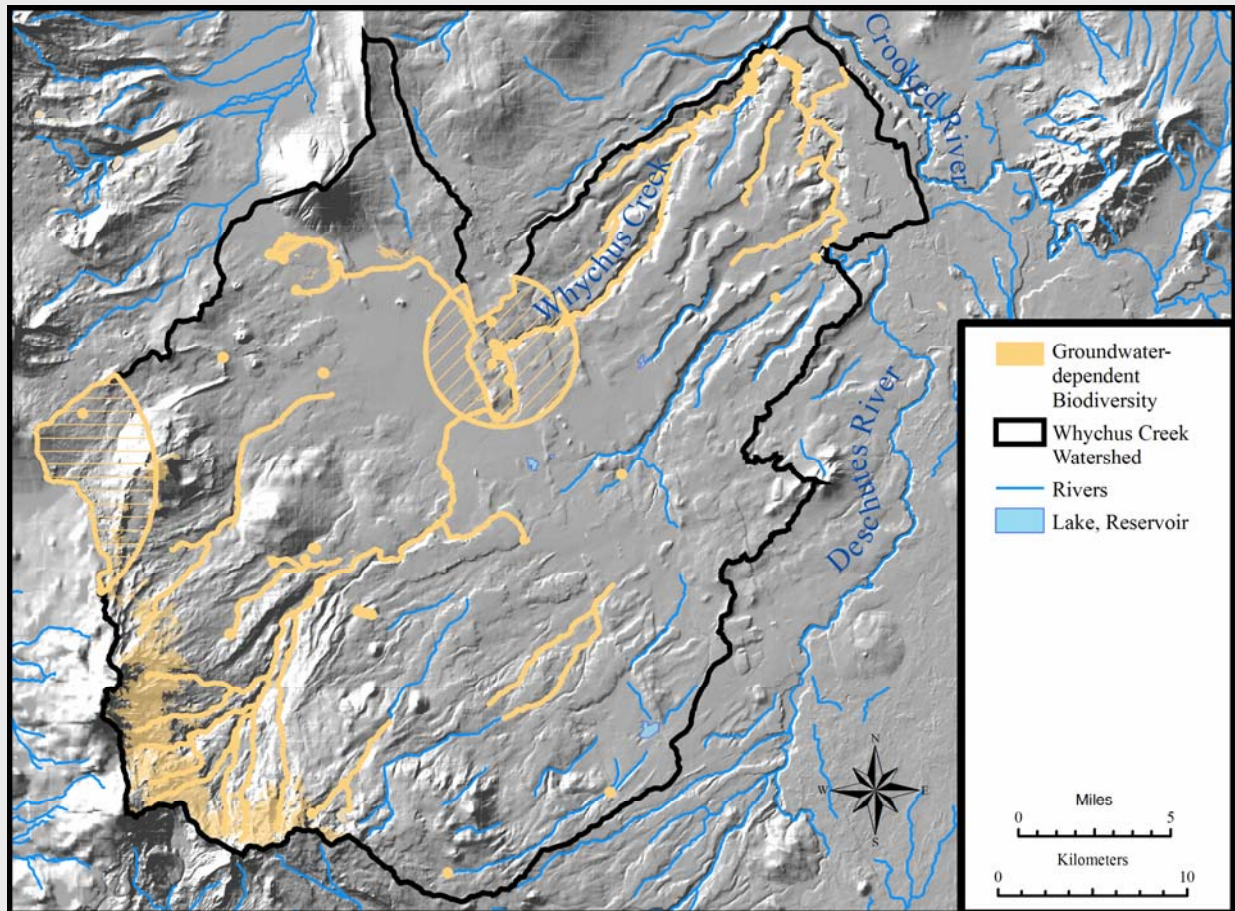 Crooked River
Whychus Creek
Deschutes River
Groundwater-
dependent
Biodiversity
Whychus Creek
Watershed
Rivers
Lake, Reservoir
N
W
E
S
Miles
0 5
Kilometers
0 10